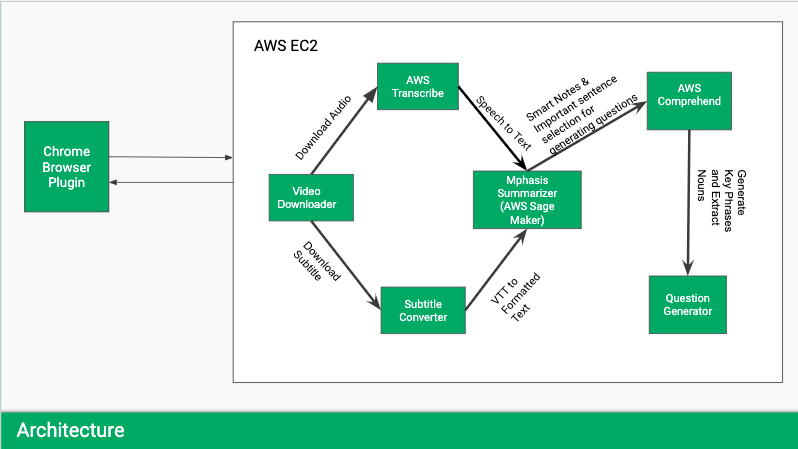 AWS EC2
AWS
Transcribe
Smart Notes &
Important sentence
selection for
generating questions
AWS
Comprehend
Download Audio
Speech to Text
Chrome
Browser
Plugin
Video
Downloader
Mphasis
Summarizer
(AWS Sage
Maker)
Generate
Key Phrases
and Extract
Nouns
Download
Subtitle
VTT to
Formatted
Text
Subtitle
Converter
Question
Generator
Architecture